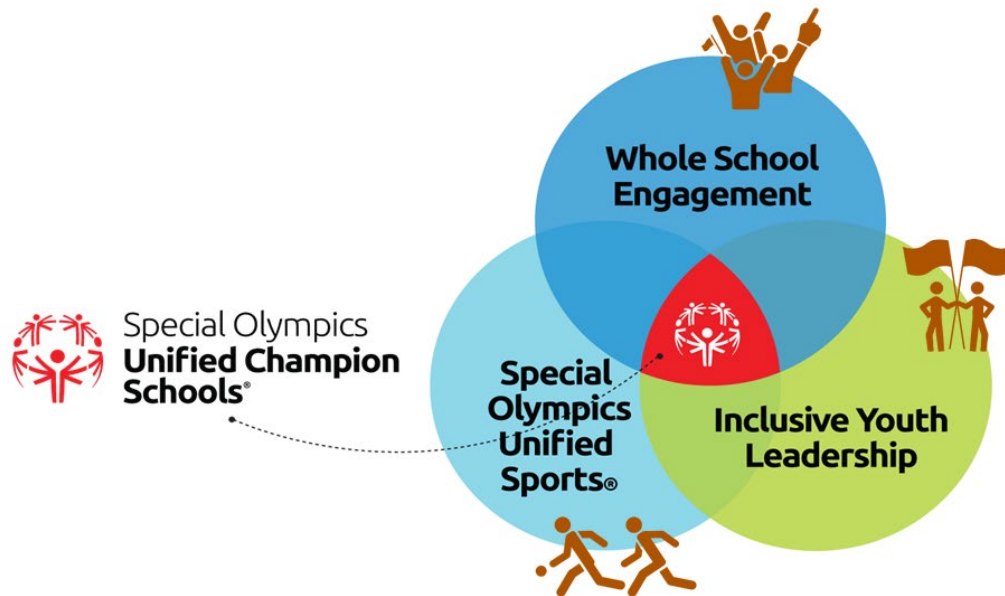 Whole School
Engagement
Special Olympics
Unified Champion
Schools®
Special
Olympics
Unified
Sports®
Inclusive Youth
Leadership